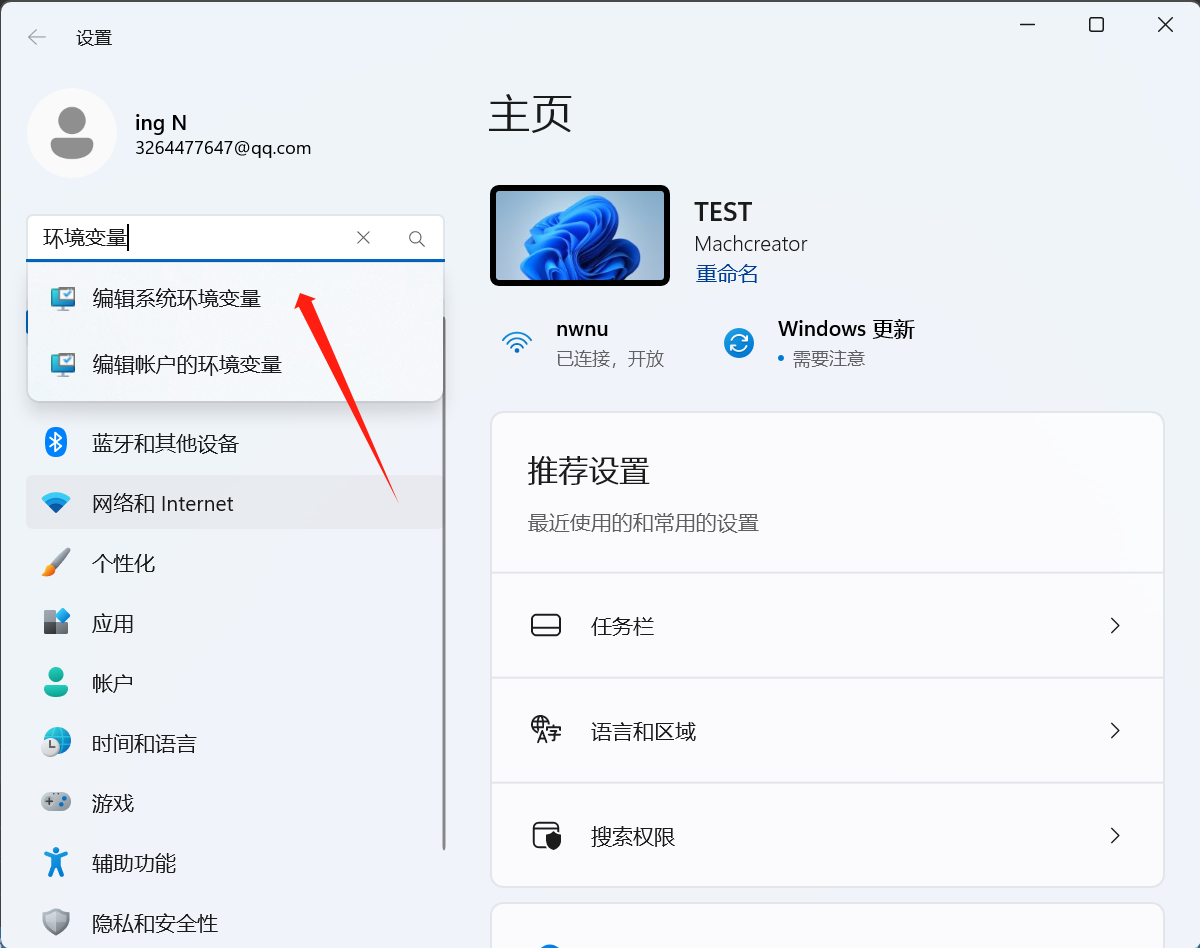 设置
ing N
3264477647@qq.com
环境变量
编辑系统环境变量
编辑帐户的环境变量
蓝牙和其他设备
网络和 Internet
个性化
应用
帐户
时间和语言
游戏
辅助功能
隐私和安全性
主页
TEST
Machcreator
重命名
nwnu
已连接，开放
Windows 更新
• 需要注意
推荐设置
最近使用的和常用的设置
任务栏
语言和区域
搜索权限